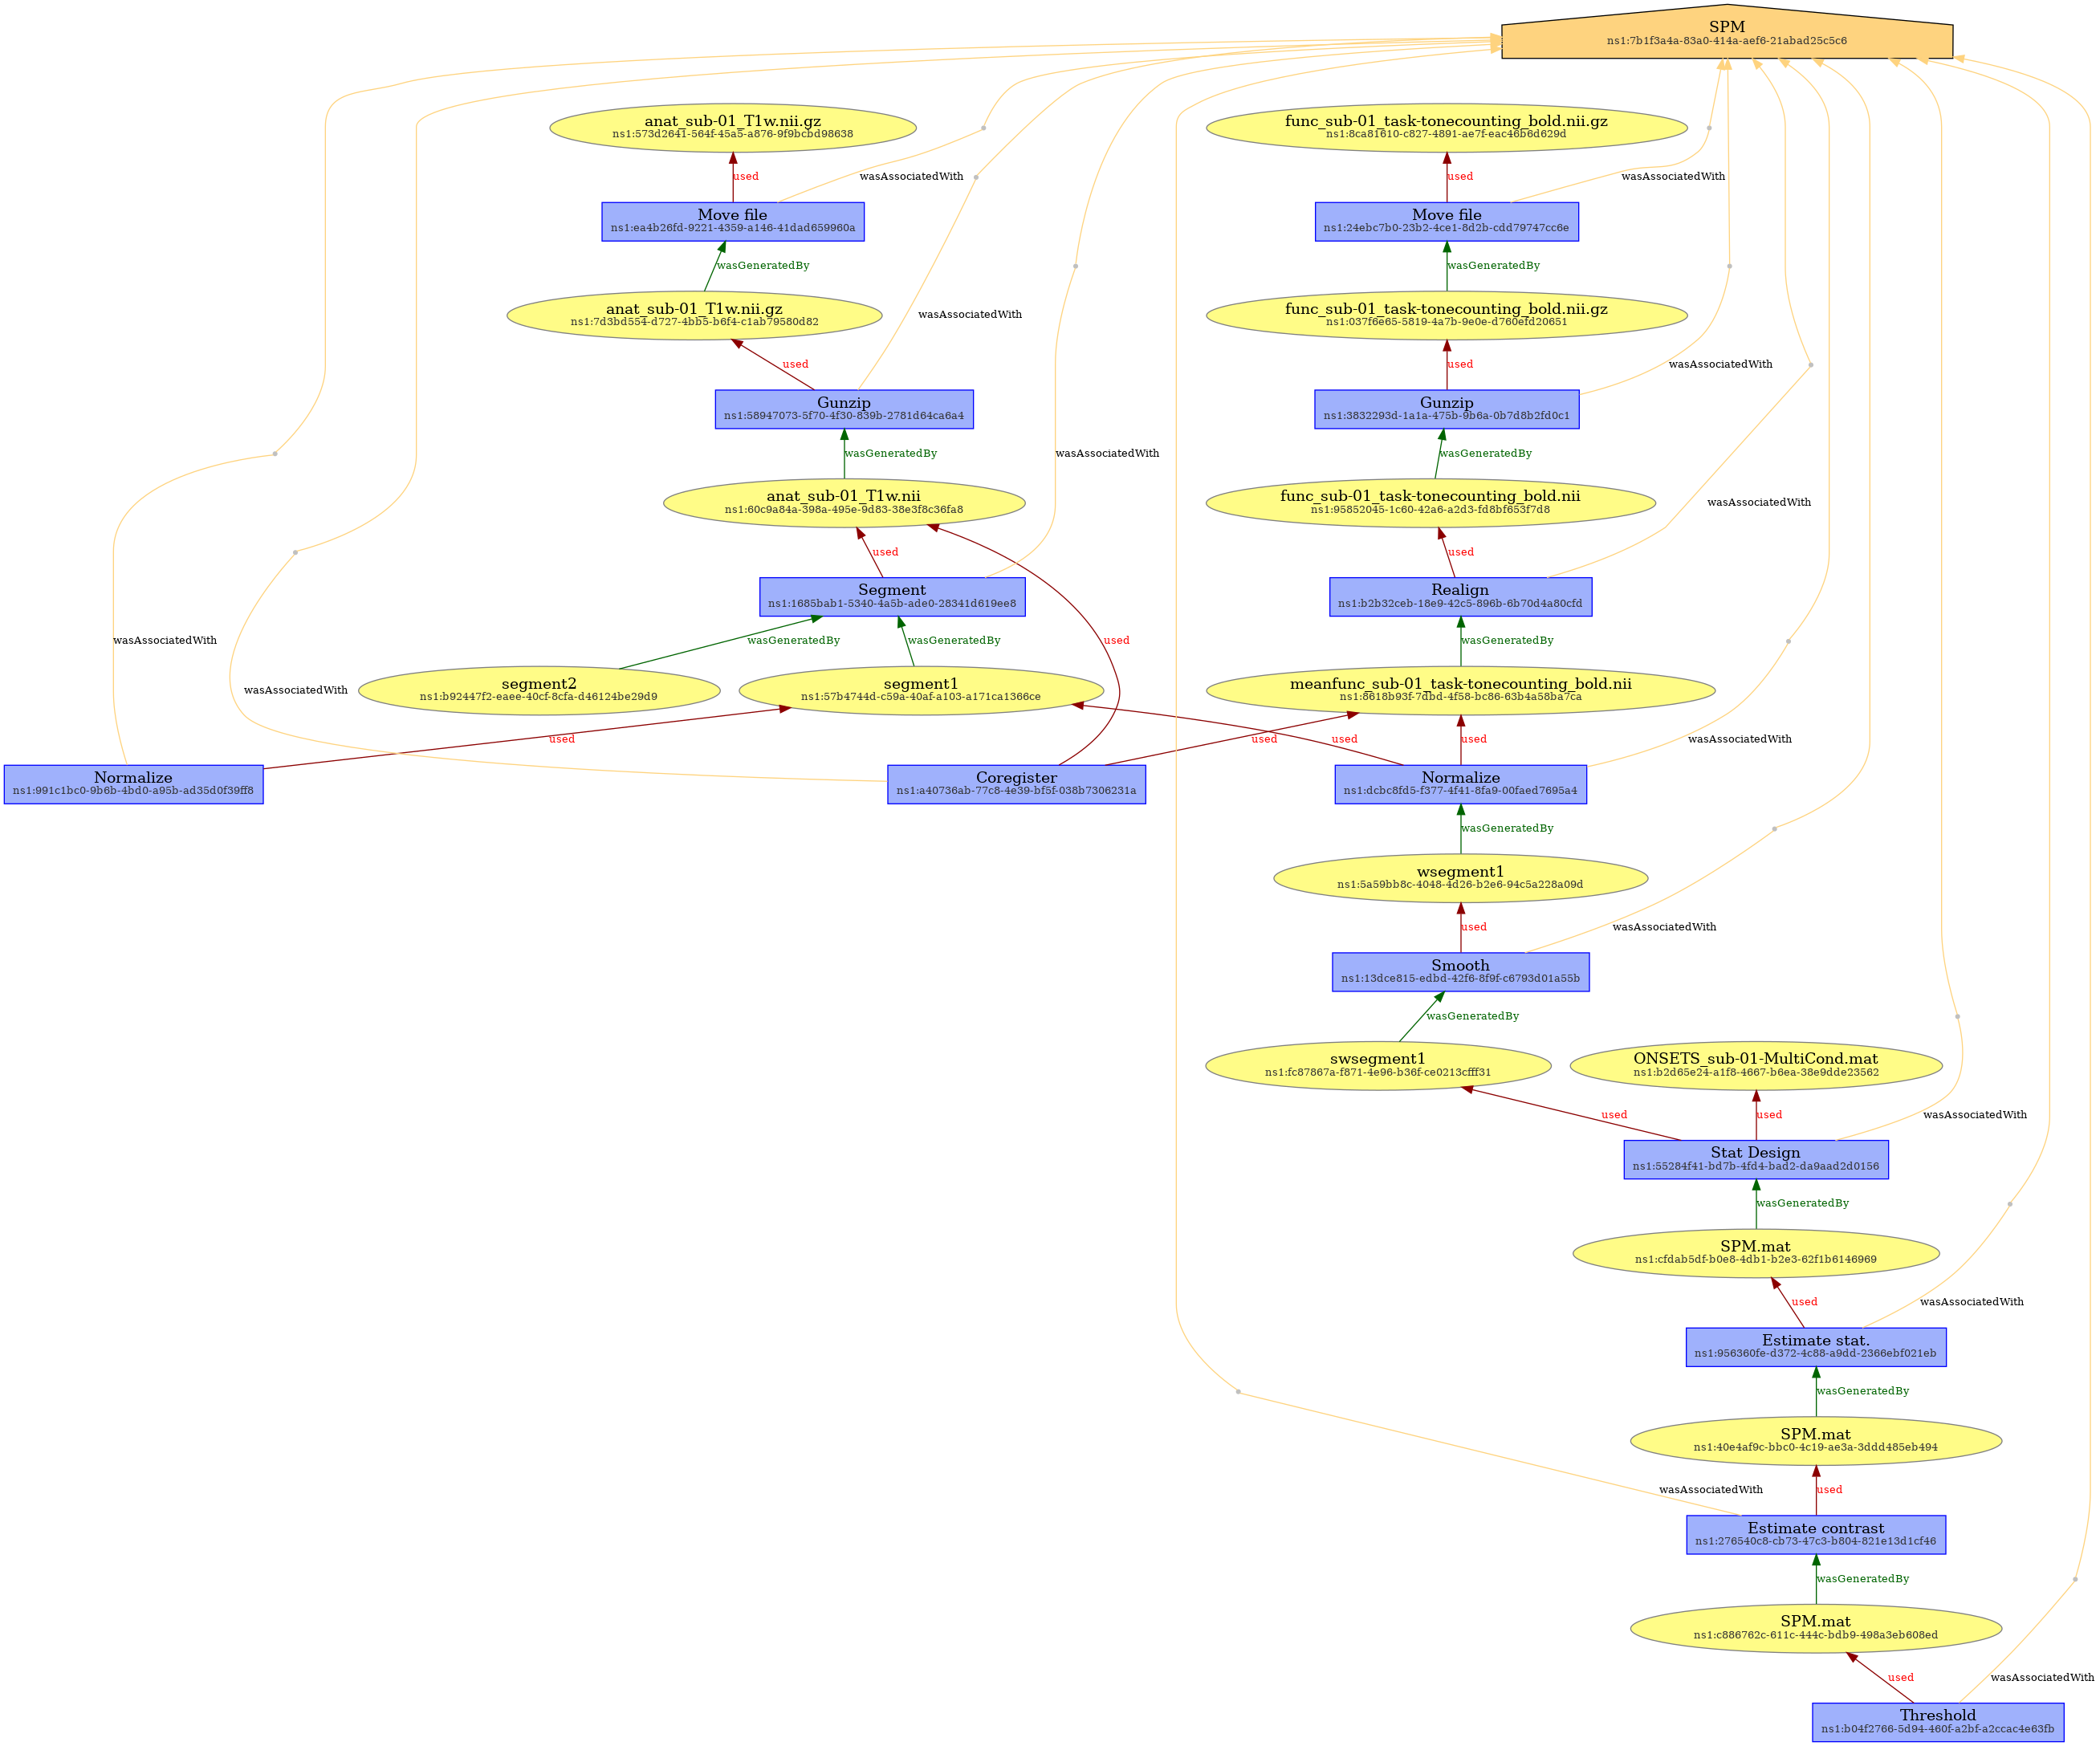 SPM
ns1:7b1f3a4a-83a0-414a-aef6-21abad25c5c6
anat_sub-01_T1w.nii.gz
ns1:573d2641-564f-45a5-a876-9f9bcbd98638
func_sub-01_task-tonecounting_bold.nii.gz
ns1:8ca81610-c827-4891-ae7f-eac46b6d629d
used
wasAssociatedWith
used
wasAssociatedWith
Move file
ns1:ea4b26fd-9221-4359-a146-41dad659960a
Move file
ns1:24ebc7b0-23b2-4ce1-8d2b-cdd79747cc6e
wasGeneratedBy
wasGeneratedBy
anat_sub-01_T1w.nii.gz
ns1:7d3bd554-d727-4bb5-b6f4-c1ab79580d82
wasAssociatedWith
func_sub-01_task-tonecounting_bold.nii.gz
ns1:037f6e65-5819-4a7b-9e0e-d760efd20651
used
used
wasAssociatedWith
Gunzip
ns1:58947073-5f70-4f30-839b-2781d64ca6a4
Gunzip
ns1:3832293d-1a1a-475b-9b6a-0b7d8b2fd0c1
wasGeneratedBy
wasAssociatedWith
wasGeneratedBy
anat_sub-01_T1w.nii
ns1:60c9a84a-398a-495e-9d83-38e3f8c36fa8
func_sub-01_task-tonecounting_bold.nii
ns1:95852045-1c60-42a6-a2d3-fd8bf653f7d8
wasAssociatedWith
used
used
Segment
ns1:1685bab1-5340-4a5b-ade0-28341d619ee8
Realign
ns1:b2b32ceb-18e9-42c5-896b-6b70d4a80cfd
wasAssociatedWith
wasGeneratedBy
wasGeneratedBy
used
wasGeneratedBy
segment2
ns1:b92447f2-eaee-40cf-8cfa-d46124be29d9
segment1
ns1:57b4744d-c59a-40af-a103-a171ca1366ce
meanfunc_sub-01_task-tonecounting_bold.nii
ns1:8618b93f-7dbd-4f58-bc86-63b4a58ba7ca
wasAssociatedWith
used
used
used
used
wasAssociatedWith
Normalize
ns1:991c1bc0-9b6b-4bd0-a95b-ad35d0f39ff8
Coregister
ns1:a40736ab-77c8-4e39-bf5f-038b7306231a
Normalize
ns1:dcbc8fd5-f377-4f41-8fa9-00faed7695a4
wasGeneratedBy
wsegment1
ns1:5a59bb8c-4048-4d26-b2e6-94c5a228a09d
used
wasAssociatedWith
Smooth
ns1:13dce815-edbd-42f6-8f9f-c6793d01a55b
wasGeneratedBy
swsegment1
ns1:fc87867a-f871-4e96-b36f-ce0213cfff31
ONSETS_sub-01-MultiCond.mat
ns1:b2d65e24-a1f8-4667-b6ea-38e9dde23562
used
used
wasAssociatedWith
Stat Design
ns1:55284f41-bd7b-4fd4-bad2-da9aad2d0156
wasGeneratedBy
SPM.mat
ns1:cfdab5df-b0e8-4db1-b2e3-62f1b6146969
used
wasAssociatedWith
Estimate stat.
ns1:956360fe-d372-4c88-a9dd-2366ebf021eb
wasGeneratedBy
SPM.mat
ns1:40e4af9c-bbc0-4c19-ae3a-3ddd485eb494
wasAssociatedWith
used
Estimate contrast
ns1:276540c8-cb73-47c3-b804-821e13d1cf46
wasGeneratedBy
SPM.mat
ns1:c886762c-611c-444c-bdb9-498a3eb608ed
used
wasAssociatedWith
Threshold
ns1:b04f2766-5d94-460f-a2bf-a2ccac4e63fb